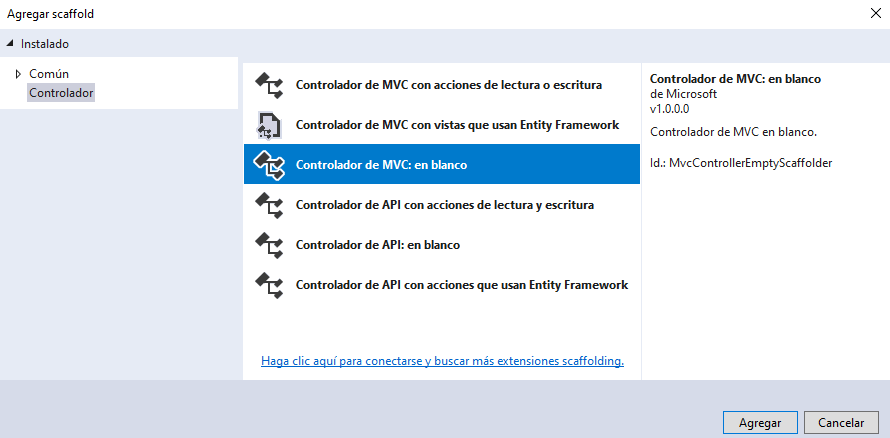 Agregar scaffold
Instalado
Común
Controlador
Controlador de MVC con acciones de lectura o escritura
Controlador de MVC con vistas que usan Entity Framework
Controlador de MVC: en blanco
Controlador de API con acciones de lectura y escritura
Controlador de API: en blanco
Controlador de API con acciones que usan Entity Framework
Haga clic aquí para conectarse y buscar más extensiones scaffolding.
Controlador de MVC: en blanco
de Microsoft
v1.0.0.0
Controlador de MVC en blanco.
Id.: MvcControllerEmptyScaffolder
Agregar
Cancelar